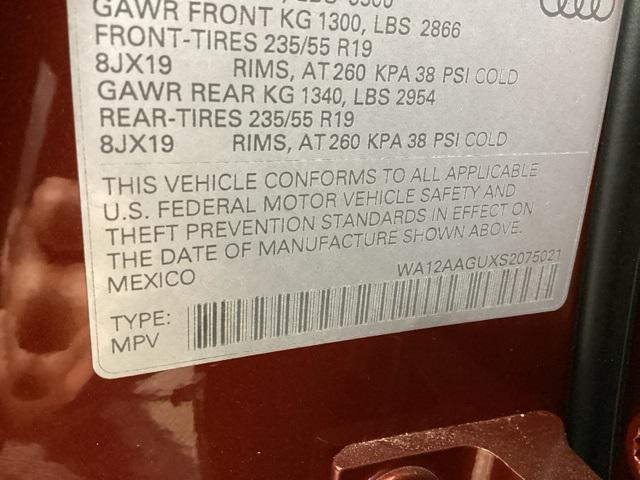 GAWR FRONT KG 1300, LBS 2866
FRONT-TIRES 235/55 R19
8JX19 RIMS, AT 260 KPA 38 PSI COLD
GAWR REAR KG 1340, LBS 2954
REAR-TIRES 235/55 R19
8JX19 RIMS, AT 260 KPA 38 PSI COLD
THIS VEHICLE CONFORMS TO ALL APPLICABLE
U.S. FEDERAL MOTOR VEHICLE SAFETY AND
THEFT PREVENTION STANDARDS IN EFFECT ON
THE DATE OF MANUFACTURE SHOWN ABOVE.
MEXICO WA12AAGUXS2075021
TYPE:
MPV